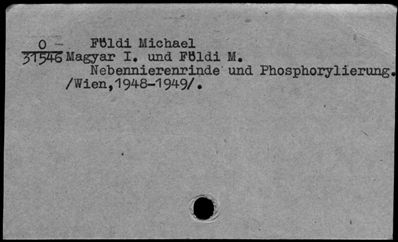 O - Földi Michael
31546 Magyar I. und Földi M.
Nebennierenrinde und Phosphorylierung.
/Wien,1948-1949/.